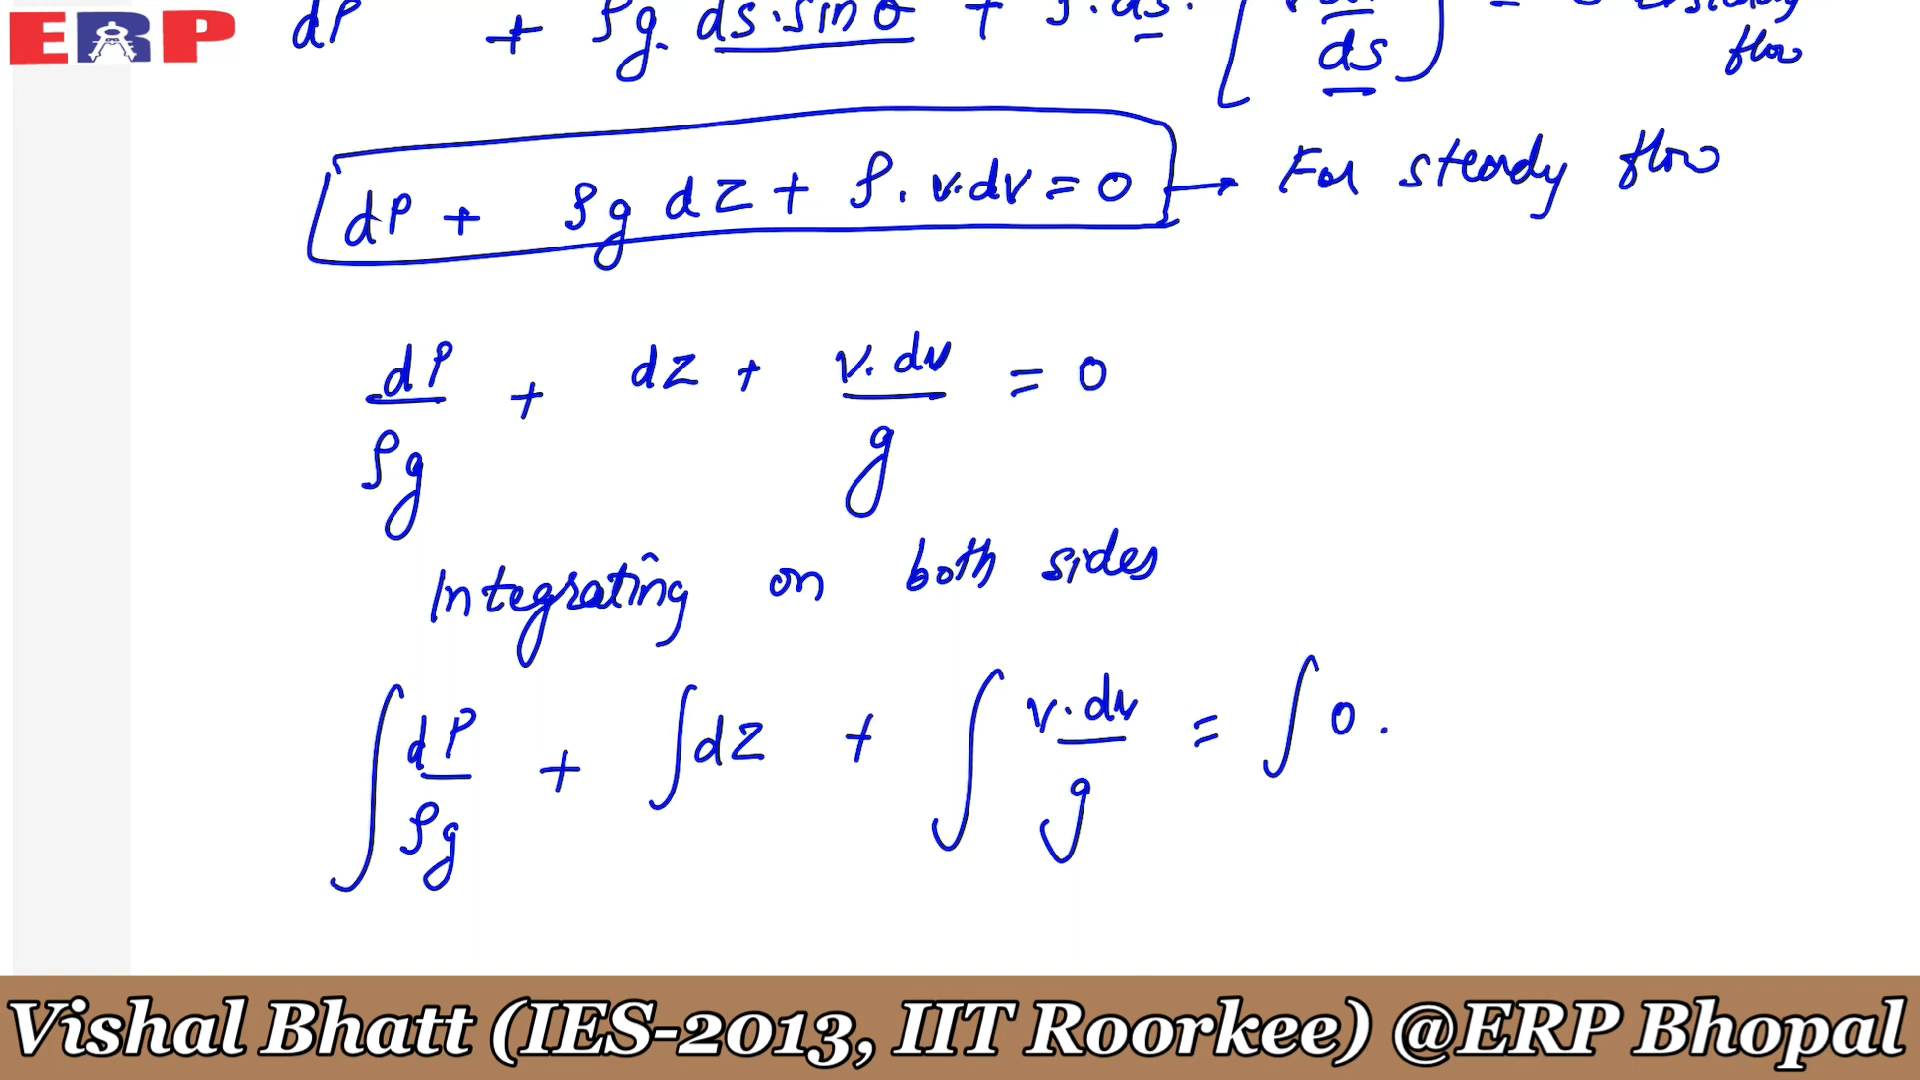 ERP
dP + ρg. ds.sinθ + ρ.ds.
ds
flow
dP + ρg dZ + ρ. v.dv = 0 → For steady flow
dP/ρg + dZ + v.dv/g = 0
Integrating on both sides
∫ dP/ρg + ∫ dZ + ∫ v.dv/g = ∫ 0.
Vishal Bhatt (IES-2013, IIT Roorkee) @ERP Bhopal